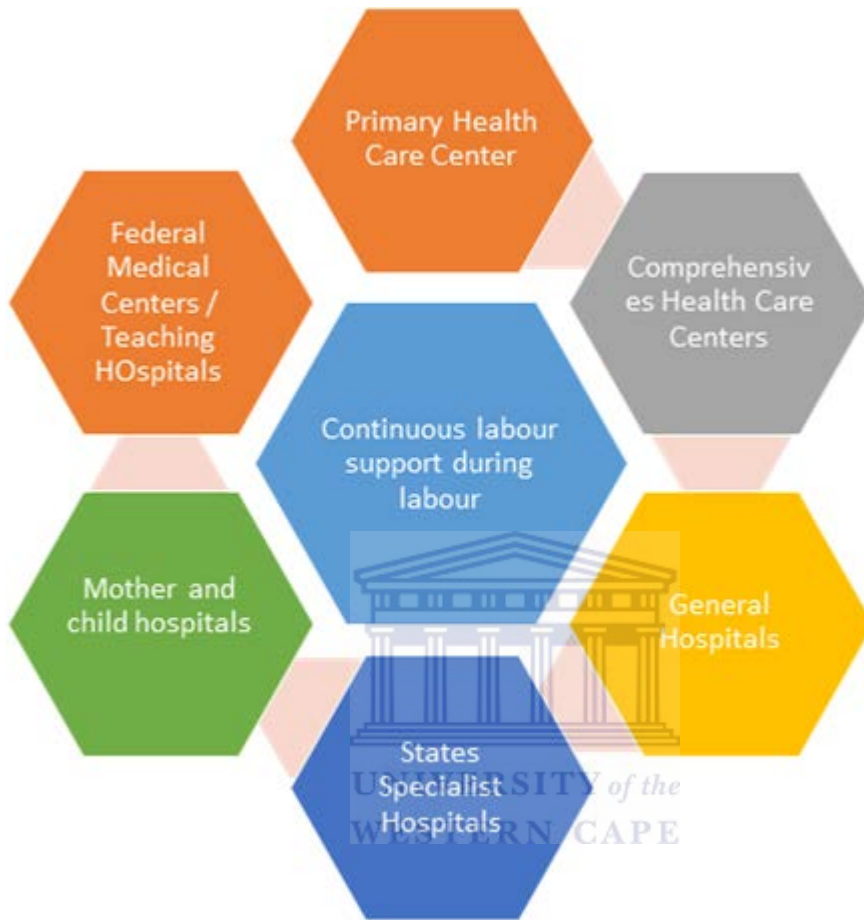 Primary Health
Care Center
Comprehensiv
es Health Care
Centers
General
Hospitals
States
Specialist
Hospitals
Mother and
child hospitals
Federal
Medical
Centers /
Teaching
HOspitals
Continuous labour
support during
labour
UNIVERSITY of the
WESTERN CAPE